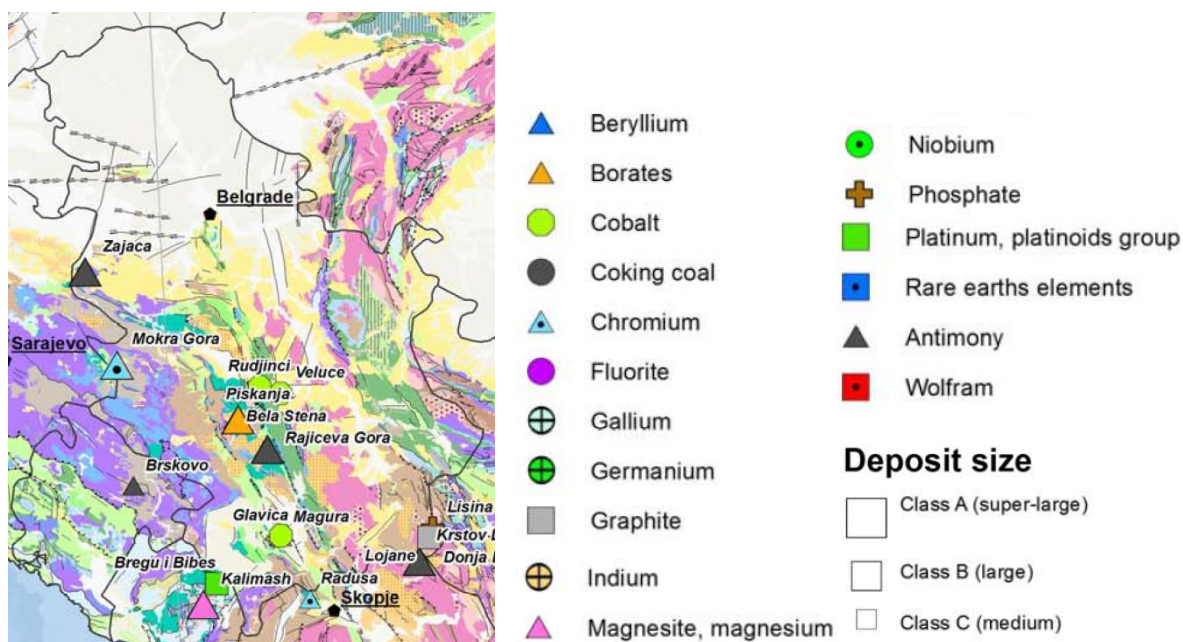 Belgrade
Zajaca
Sarajevo
Mokra Gora
Rudjinci
Veluce
Piskanja
Bela Stena
Rajiceva Gora
Brskovo
Glavica Magura
Lisina
Krstov
Lojane
Donja
Bregu i Bibes
Kalimash
Radusa
Skopje
Beryllium
Borates
Cobalt
Coking coal
Chromium
Fluorite
Gallium
Germanium
Graphite
Indium
Magnesite, magnesium
Niobium
Phosphate
Platinum, platinoids group
Rare earths elements
Antimony
Wolfram
Deposit size
Class A (super-large)
Class B (large)
Class C (medium)